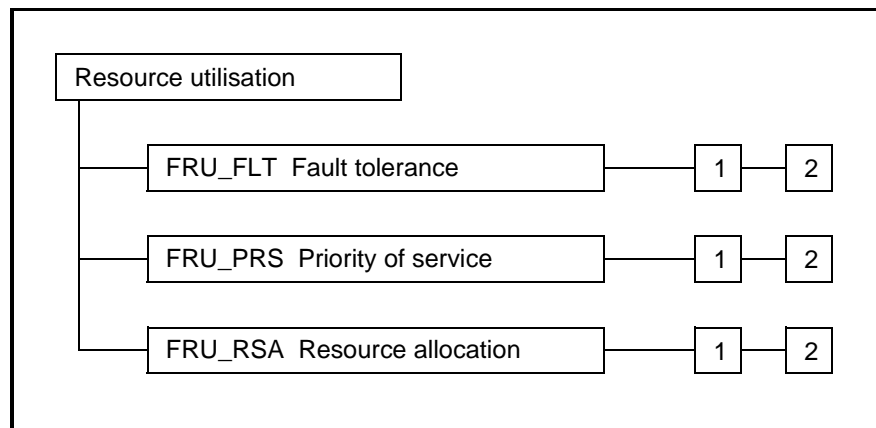 Resource utilisation
FRU_FLT Fault tolerance 1 2
FRU_PRS Priority of service 1 2
FRU_RSA Resource allocation 1 2